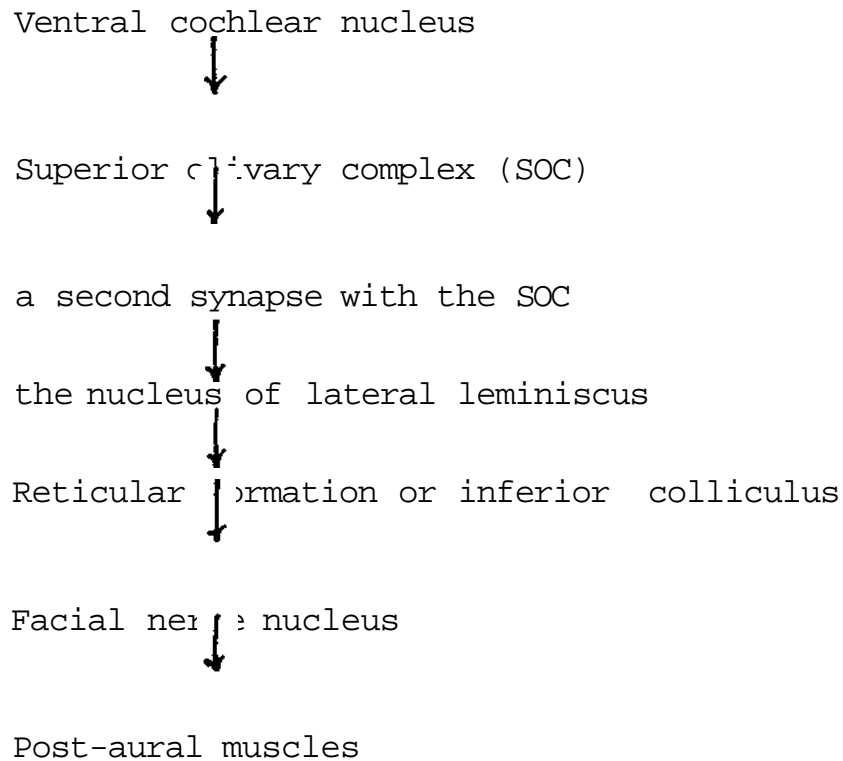 Ventral cochlear nucleus
Superior olivary complex (SOC)
a second synapse with the SOC
the nucleus of lateral leminiscus
Reticular formation or inferior colliculus
Facial nerve nucleus
Post-aural muscles